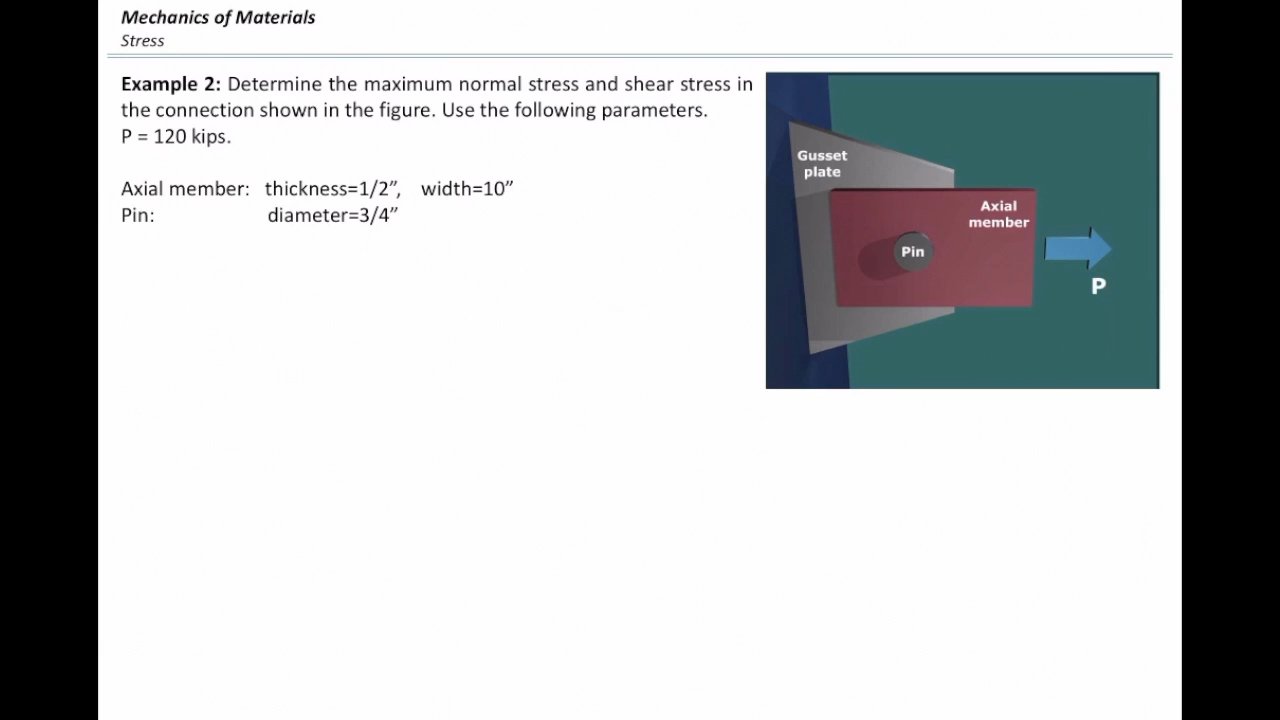 Mechanics of Materials
Stress
Example 2: Determine the maximum normal stress and shear stress in
the connection shown in the figure. Use the following parameters.
P = 120 kips.
Axial member: thickness=1/2”, width=10”
Pin: diameter=3/4”
Gusset
plate
Axial
member
Pin
P